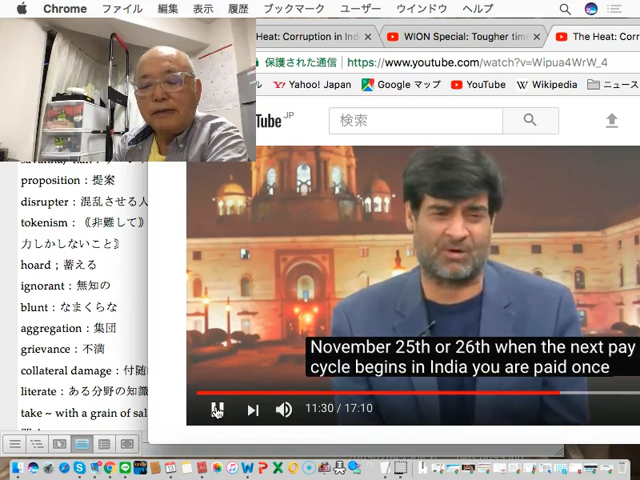 Chrome ファイル 編集 表示 履歴 ブックマーク ユーザー ウインドウ ヘルプ
Heat: Corruption in Indi
WION Special: Tougher time
The Heat: Corr
保護された通信 | https://www.youtube.com/watch?v=Wipua4WrW_4
Yahoo! Japan Google マップ YouTube Wikipedia ニュース
Tube JP
検索
proposition：提案
disrupter：混乱させる人
tokenism：《非難して》
力しかしないこと》
hoard；蓄える
ignorant：無知の
blunt：なまくらな
aggregation：集団
grievance：不満
collateral damage：付随
literate：ある分野の知識
take ~ with a grain of sal
November 25th or 26th when the next pay
cycle begins in India you are paid once
11:30 / 17:10